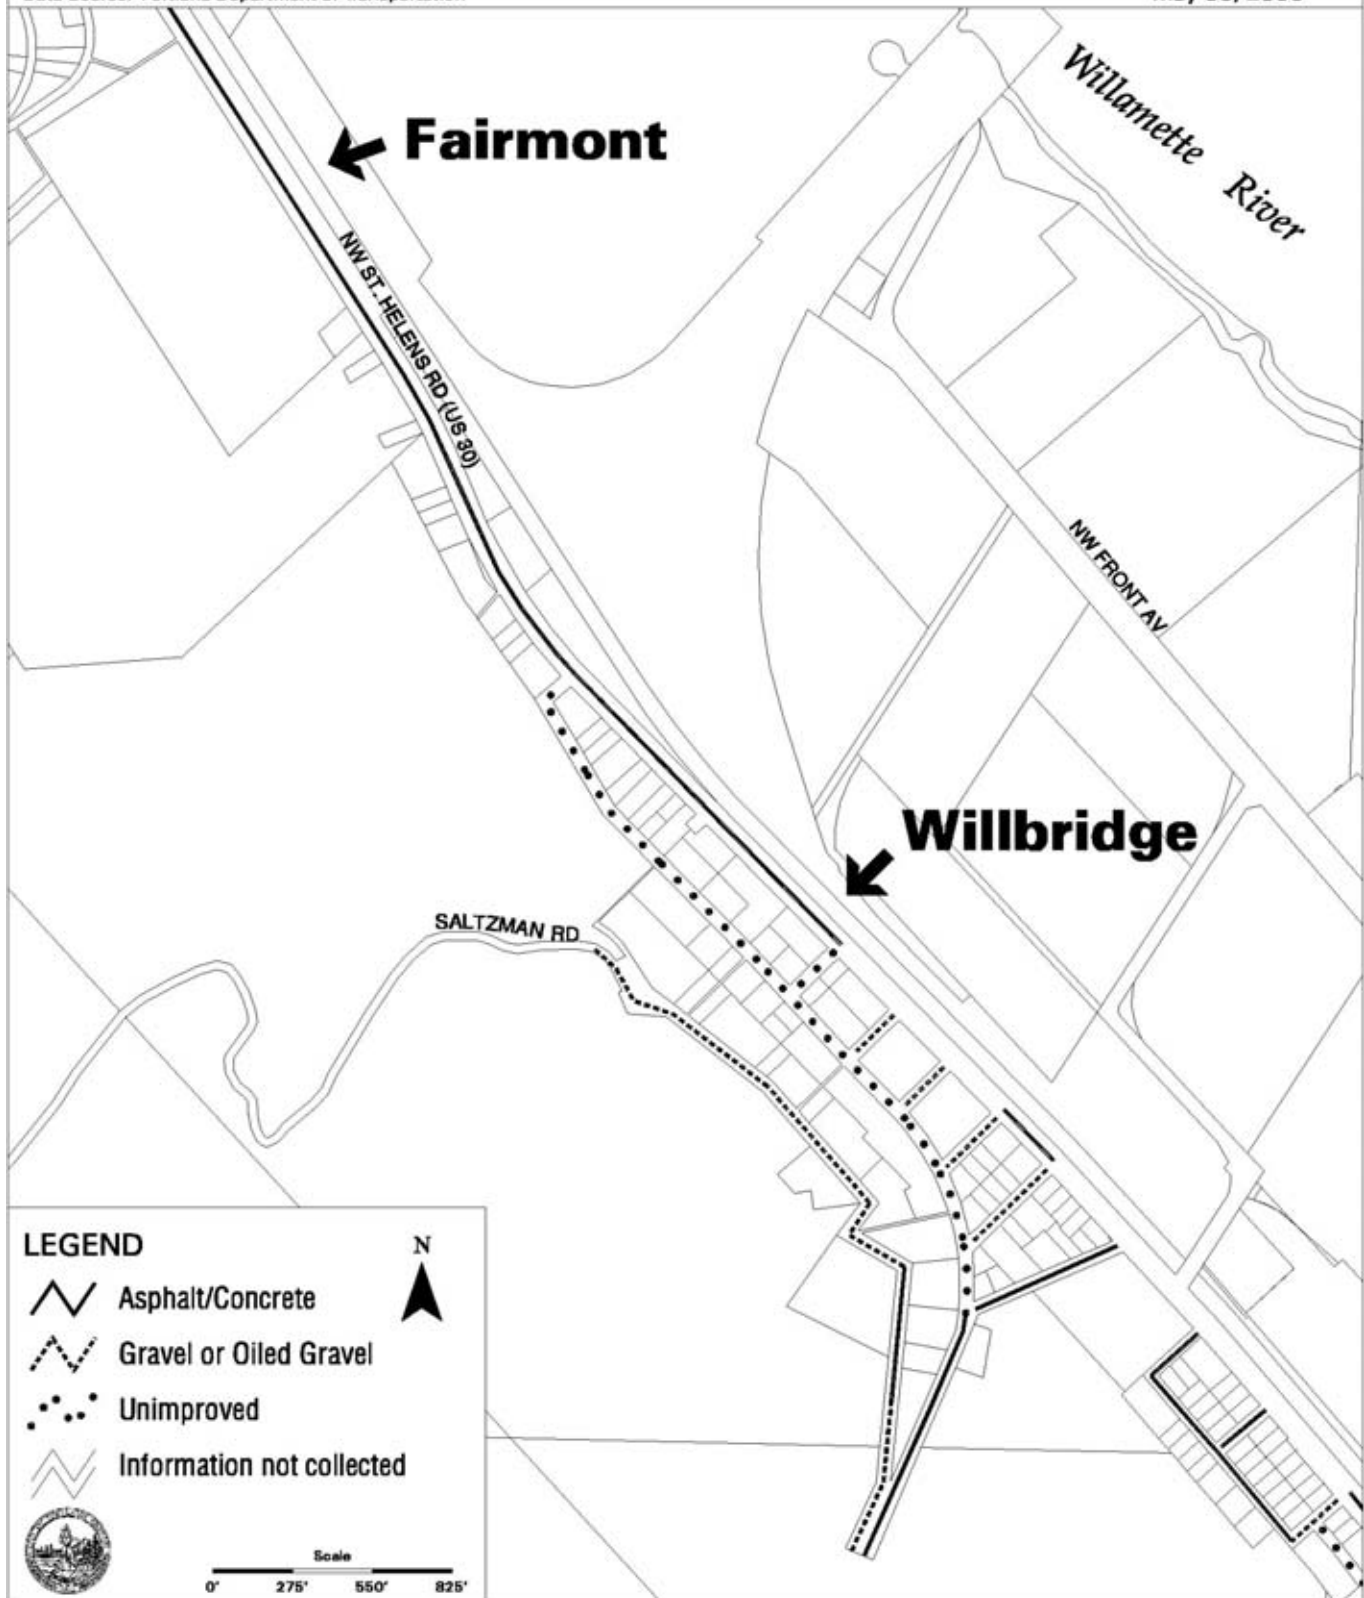 Fairmont
Willamette River
NW ST. HELENS RD (US 30)
NW FRONT AV
Willbridge
SALTZMAN RD
LEGEND
N
Asphalt/Concrete
Gravel or Oiled Gravel
Unimproved
Information not collected
Scale
0' 275' 550' 825'